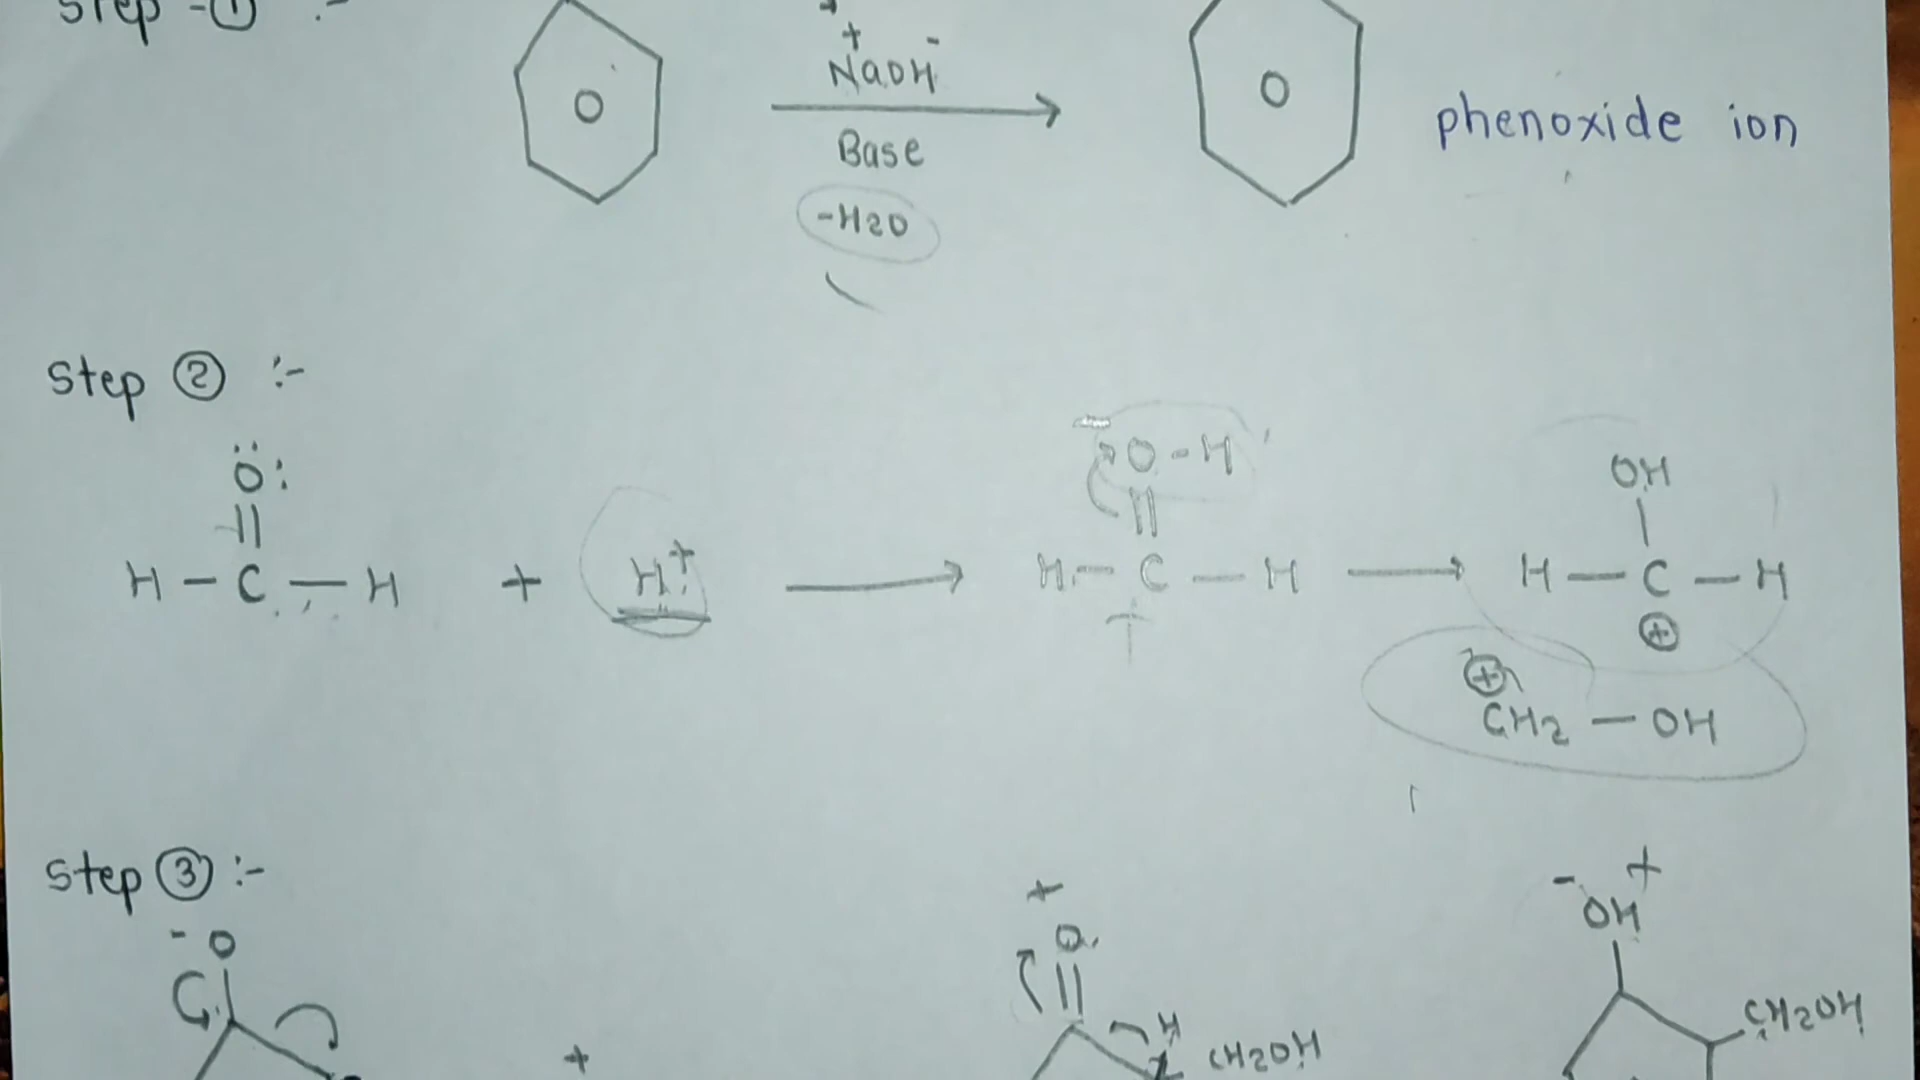 Step -①  :-
+ -
NaOH
Base
-H2O
phenoxide ion
Step ② :-
O
H - C - H + H+ → O - H
H - C - H → OH
H - C - H
⊕
⊕
CH2 - OH
Step ③ :-
- O
+
+
O
H
CH2OH
- +
OH
CH2OH